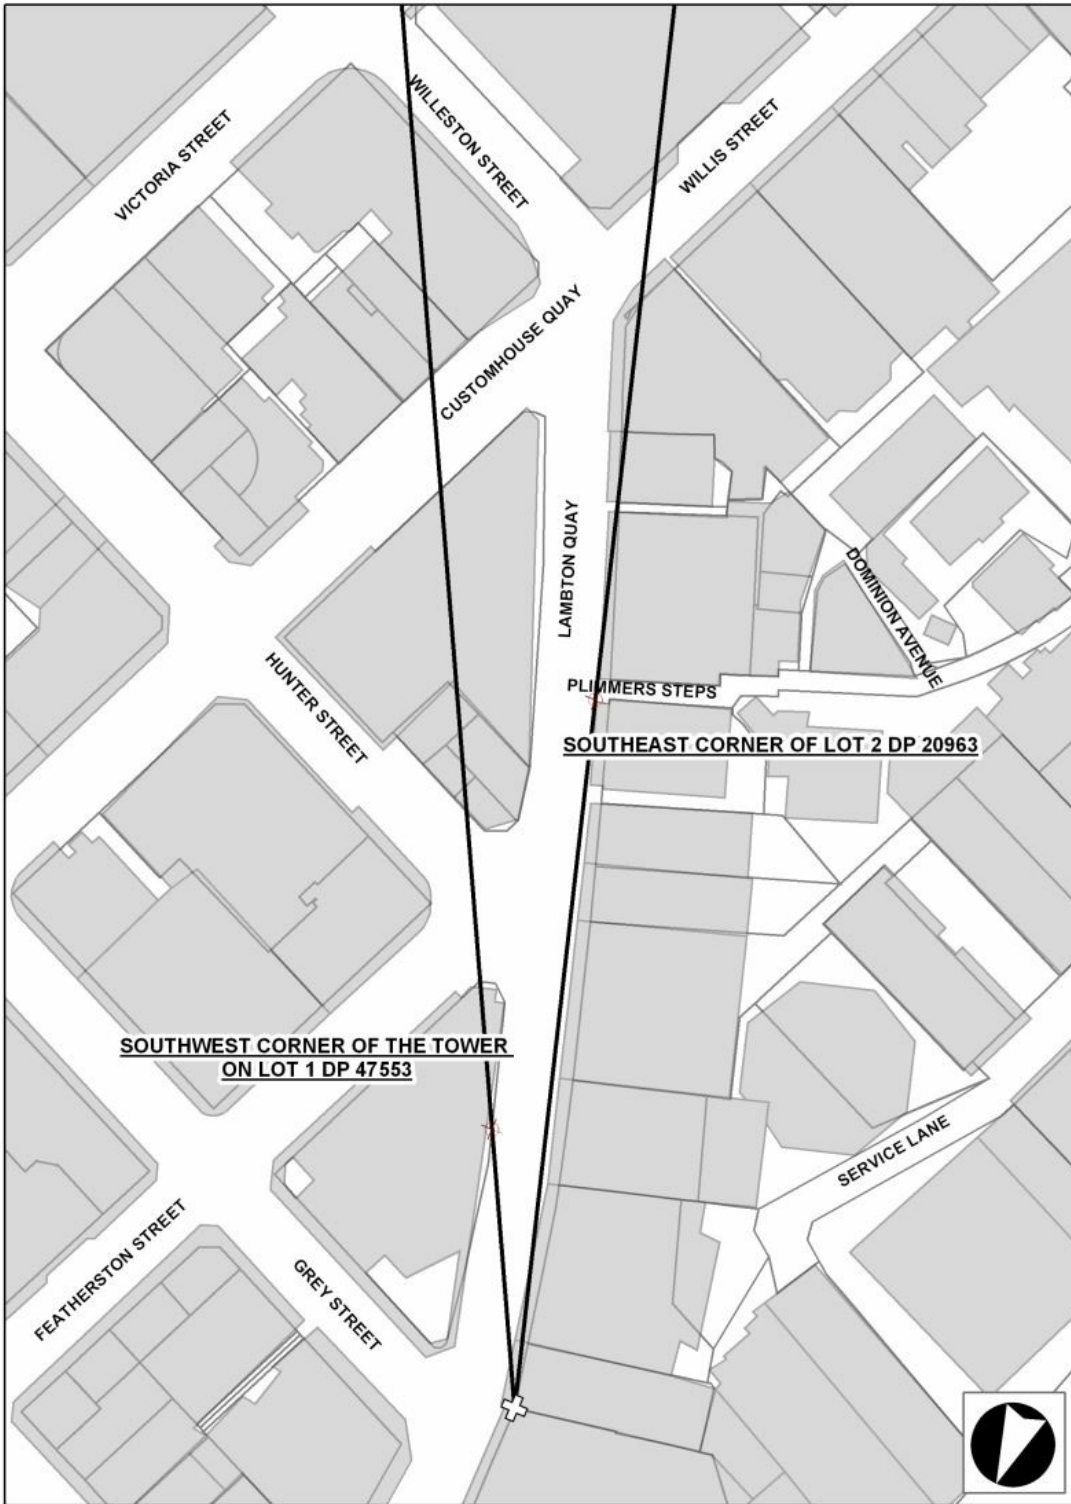 VICTORIA STREET
WILLESTON STREET
WILLIS STREET
CUSTOMHOUSE QUAY
LAMBTON QUAY
DOMINION AVENUE
HUNTER STREET
PLIMMERS STEPS
SOUTHEAST CORNER OF LOT 2 DP 20963
SOUTHWEST CORNER OF THE TOWER
ON LOT 1 DP 47553
SERVICE LANE
FEATHERSTON STREET
GREY STREET